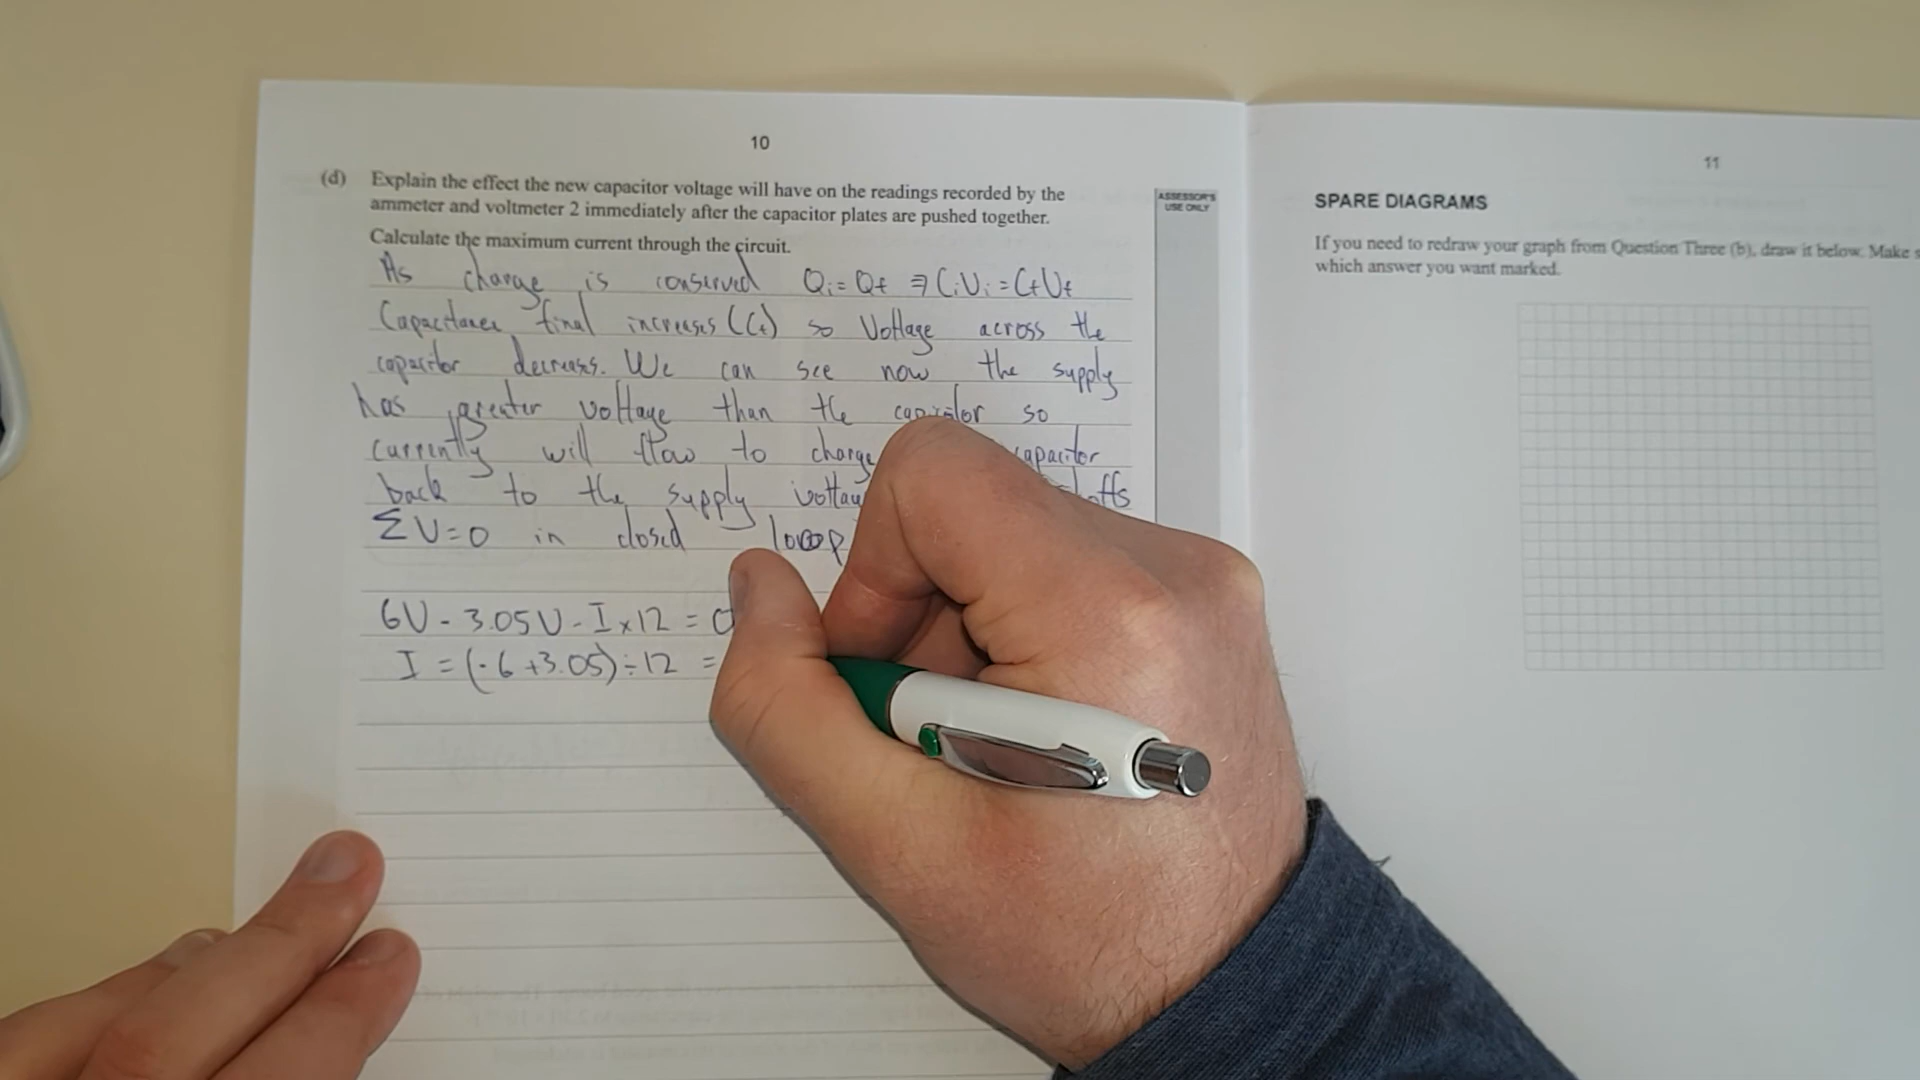 10
(d) Explain the effect the new capacitor voltage will have on the readings recorded by the
ammeter and voltmeter 2 immediately after the capacitor plates are pushed together.
Calculate the maximum current through the circuit.
ASSESSOR'S
USE ONLY
As charge is conserved Qi = Qf ⇒ CiVi = CfVf
Capacitance final increases (Cf) so Voltage across the
capacitor decreases. We can see now the supply
has greater voltage than the capacitor so
currently will flow to charge capacitor
back to the supply
ΣV=0 in closed loop
6V - 3.05V - I x 12 = 0
I = (-6 + 3.05) ÷ 12 =
11
SPARE DIAGRAMS
If you need to redraw your graph from Question Three (b), draw it below. Make
which answer you want marked.